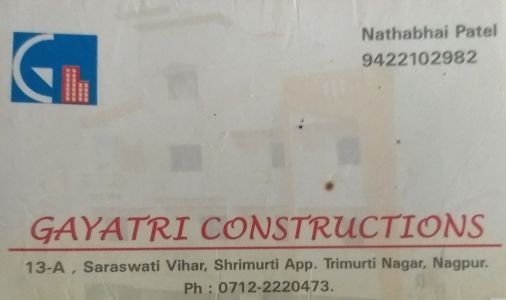 Nathabhai Patel
9422102982
GAYATRI CONSTRUCTIONS
13-A , Saraswati Vihar, Shrimurti App. Trimurti Nagar, Nagpur.
Ph : 0712-2220473.